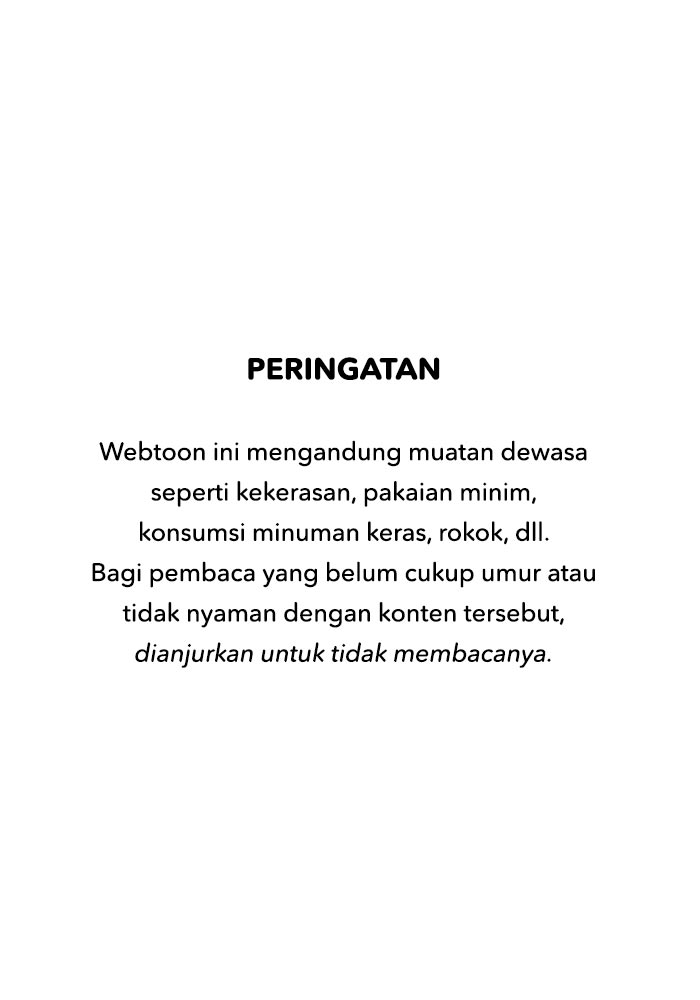 PERINGATAN
Webtoon ini mengandung muatan dewasa
seperti kekerasan, pakaian minim,
konsumsi minuman keras, rokok, dll.
Bagi pembaca yang belum cukup umur atau
tidak nyaman dengan konten tersebut,
dianjurkan untuk tidak membacanya.